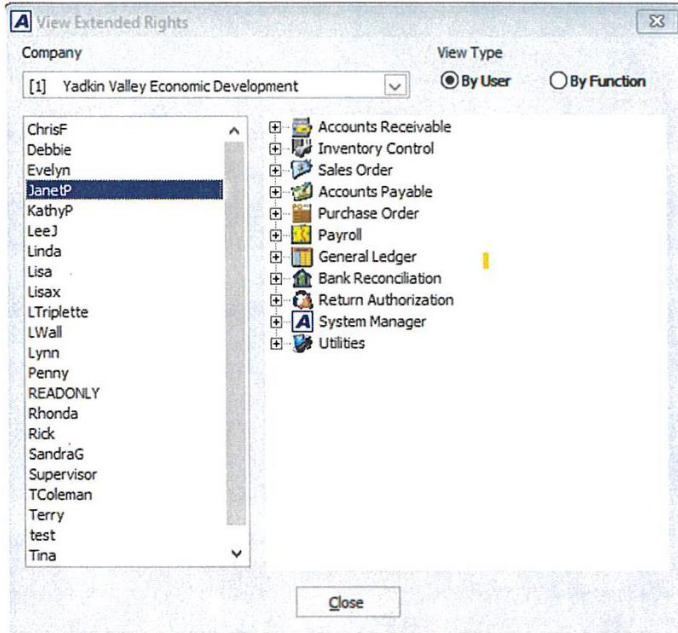 View Extended Rights
Company
View Type
[1] Yadkin Valley Economic Development
By User
By Function
ChrisF
Debbie
Evelyn
JanetP
KathyP
LeeJ
Linda
Lisa
Lisax
LTriplette
LWall
Lynn
Penny
READONLY
Rhonda
Rick
SandraG
Supervisor
TColeman
Terry
test
Tina
Accounts Receivable
Inventory Control
Sales Order
Accounts Payable
Purchase Order
Payroll
General Ledger
Bank Reconciliation
Return Authorization
System Manager
Utilities
Close